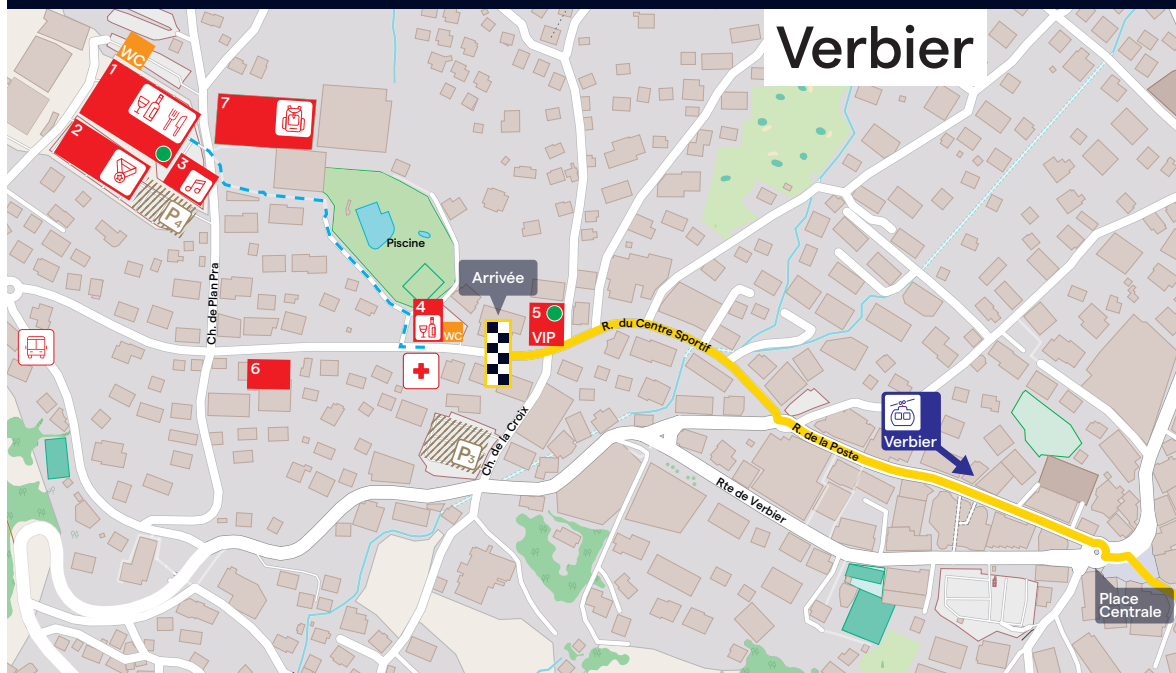 Verbier
WC
1
7
2
3
P4
Piscine
Arrivée
Ch. de Plan Pra
4
WC
5
VIP
R. du Centre Sportif
6
Verbier
R. de la Poste
Ch. de la Croix
P3
Rte de Verbier
Place
Centrale